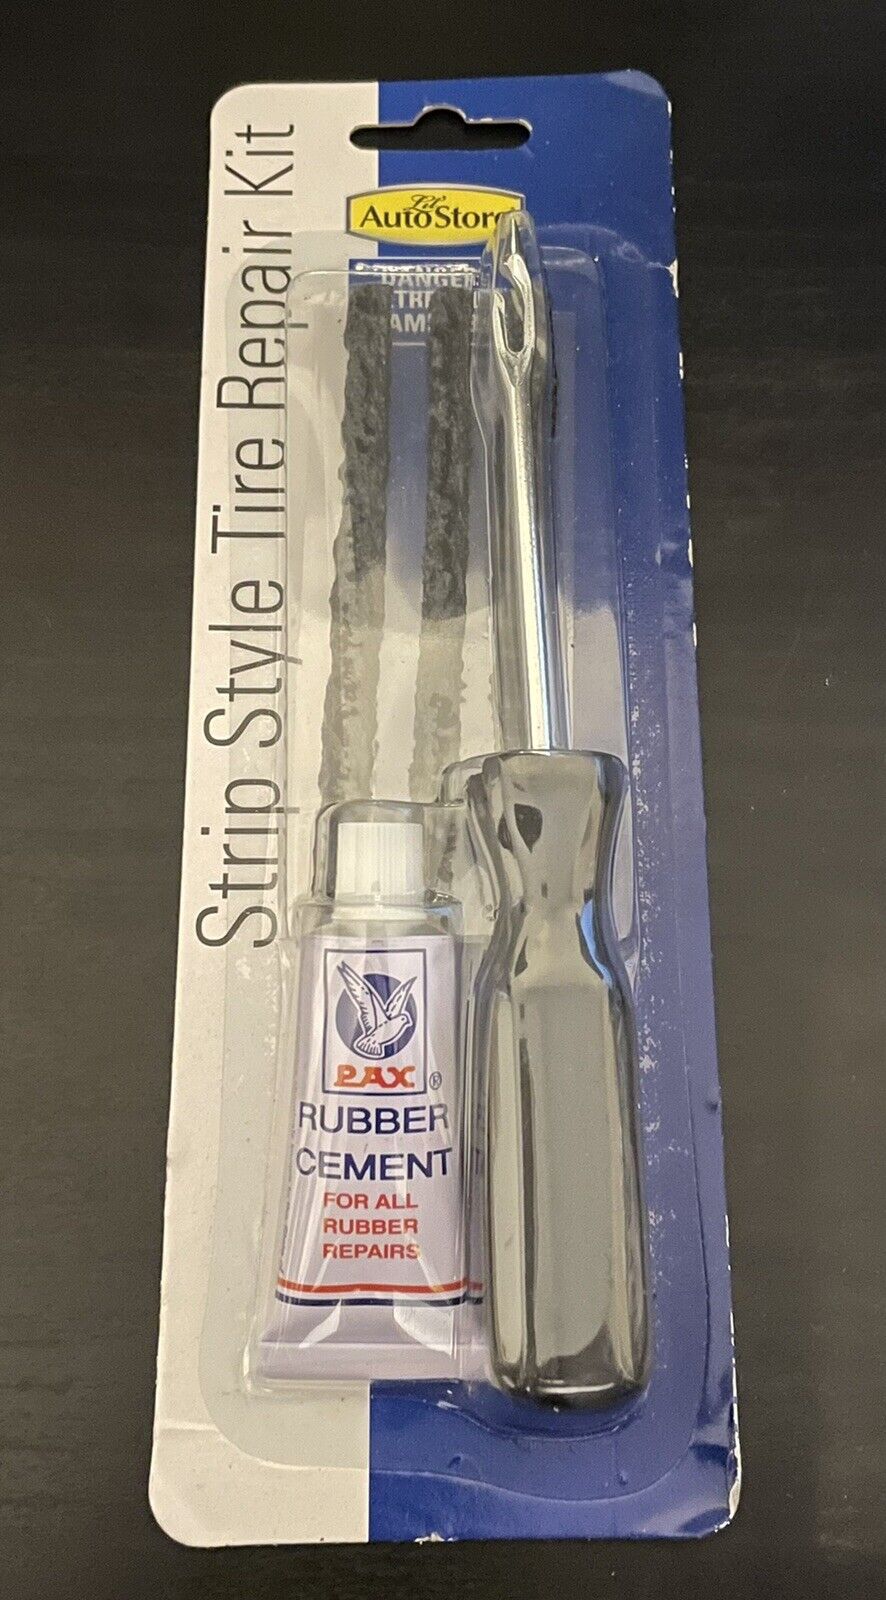 Strip Style Tire Repair Kit
Lil'
AutoStore
DANGER
PAX ®
RUBBER
CEMENT
FOR ALL
RUBBER
REPAIRS